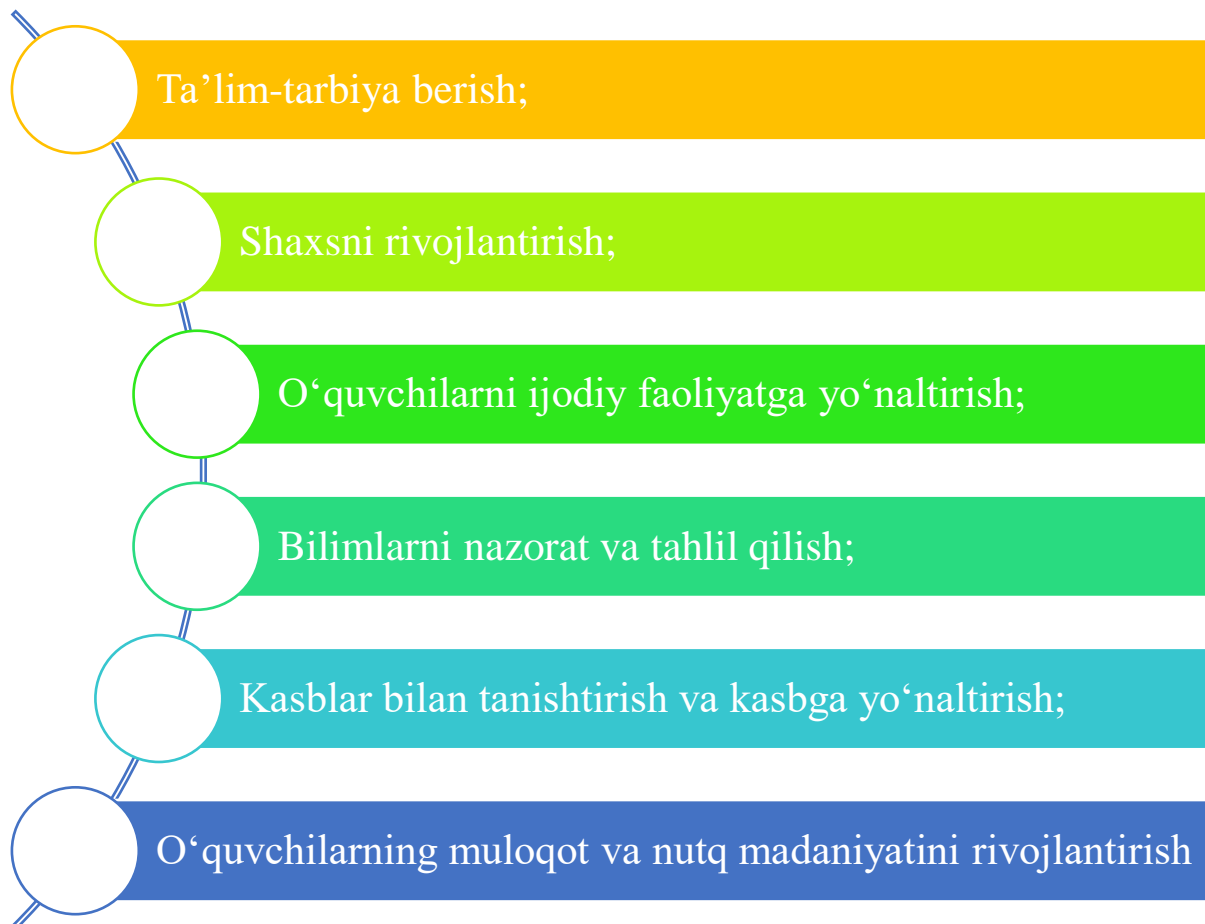 Ta’lim-tarbiya berish;
Shaxsni rivojlantirish;
O‘quvchilarni ijodiy faoliyatga yo‘naltirish;
Bilimlarni nazorat va tahlil qilish;
Kasblar bilan tanishtirish va kasbga yo‘naltirish;
O‘quvchilarning muloqot va nutq madaniyatini rivojlantirish